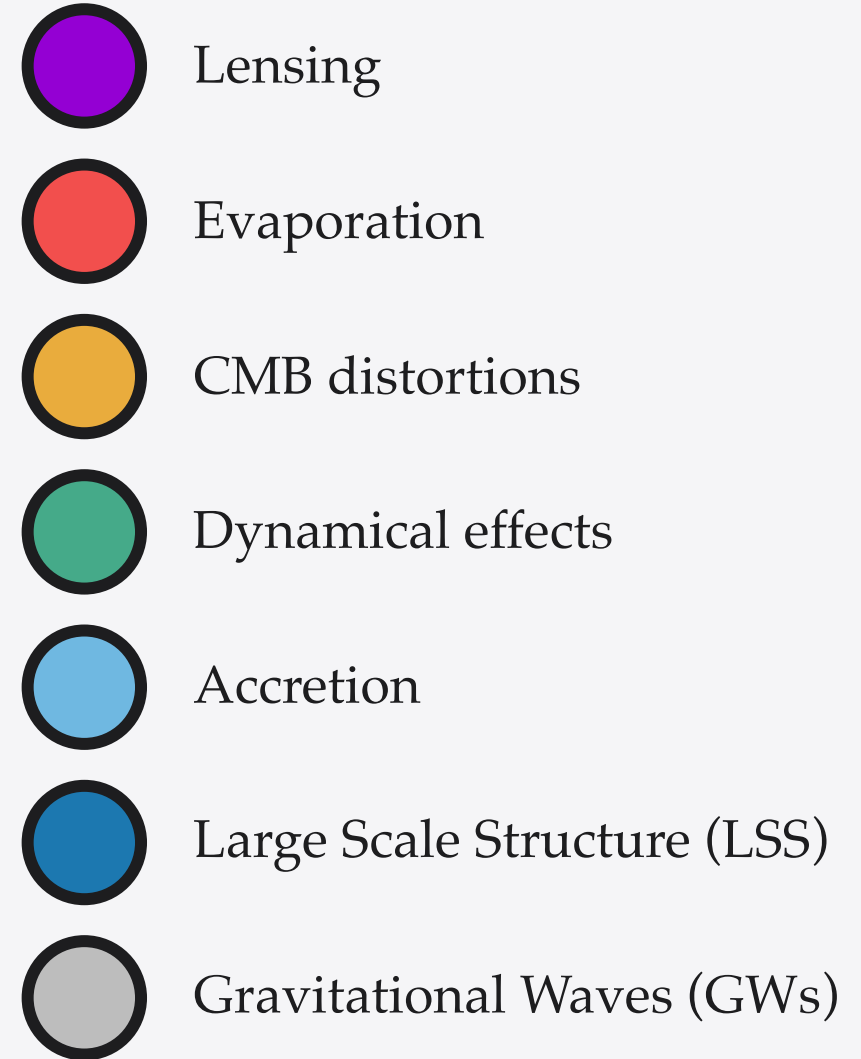 Lensing
Evaporation
CMB distortions
Dynamical effects
Accretion
Large Scale Structure (LSS)
Gravitational Waves (GWs)